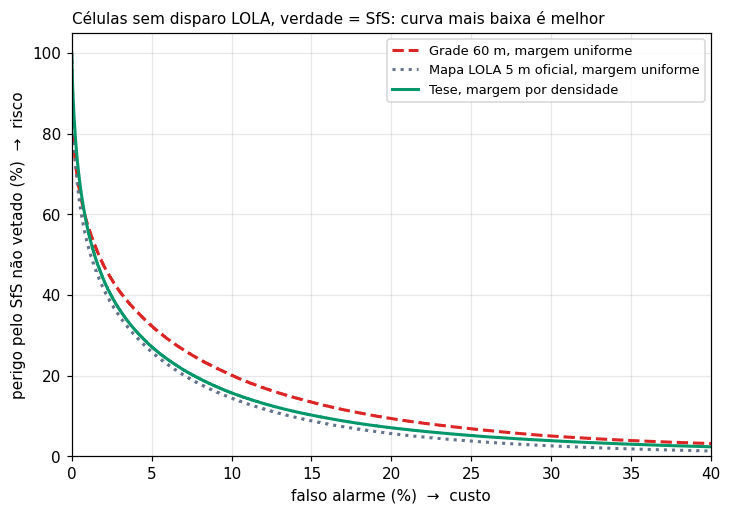 Células sem disparo LOLA, verdade = SfS: curva mais baixa é melhor
perigo pelo SfS não vetado (%) → risco
100
80
60
40
20
0
Grade 60 m, margem uniforme
Mapa LOLA 5 m oficial, margem uniforme
Tese, margem por densidade
0 5 10 15 20 25 30 35 40
falso alarme (%) → custo